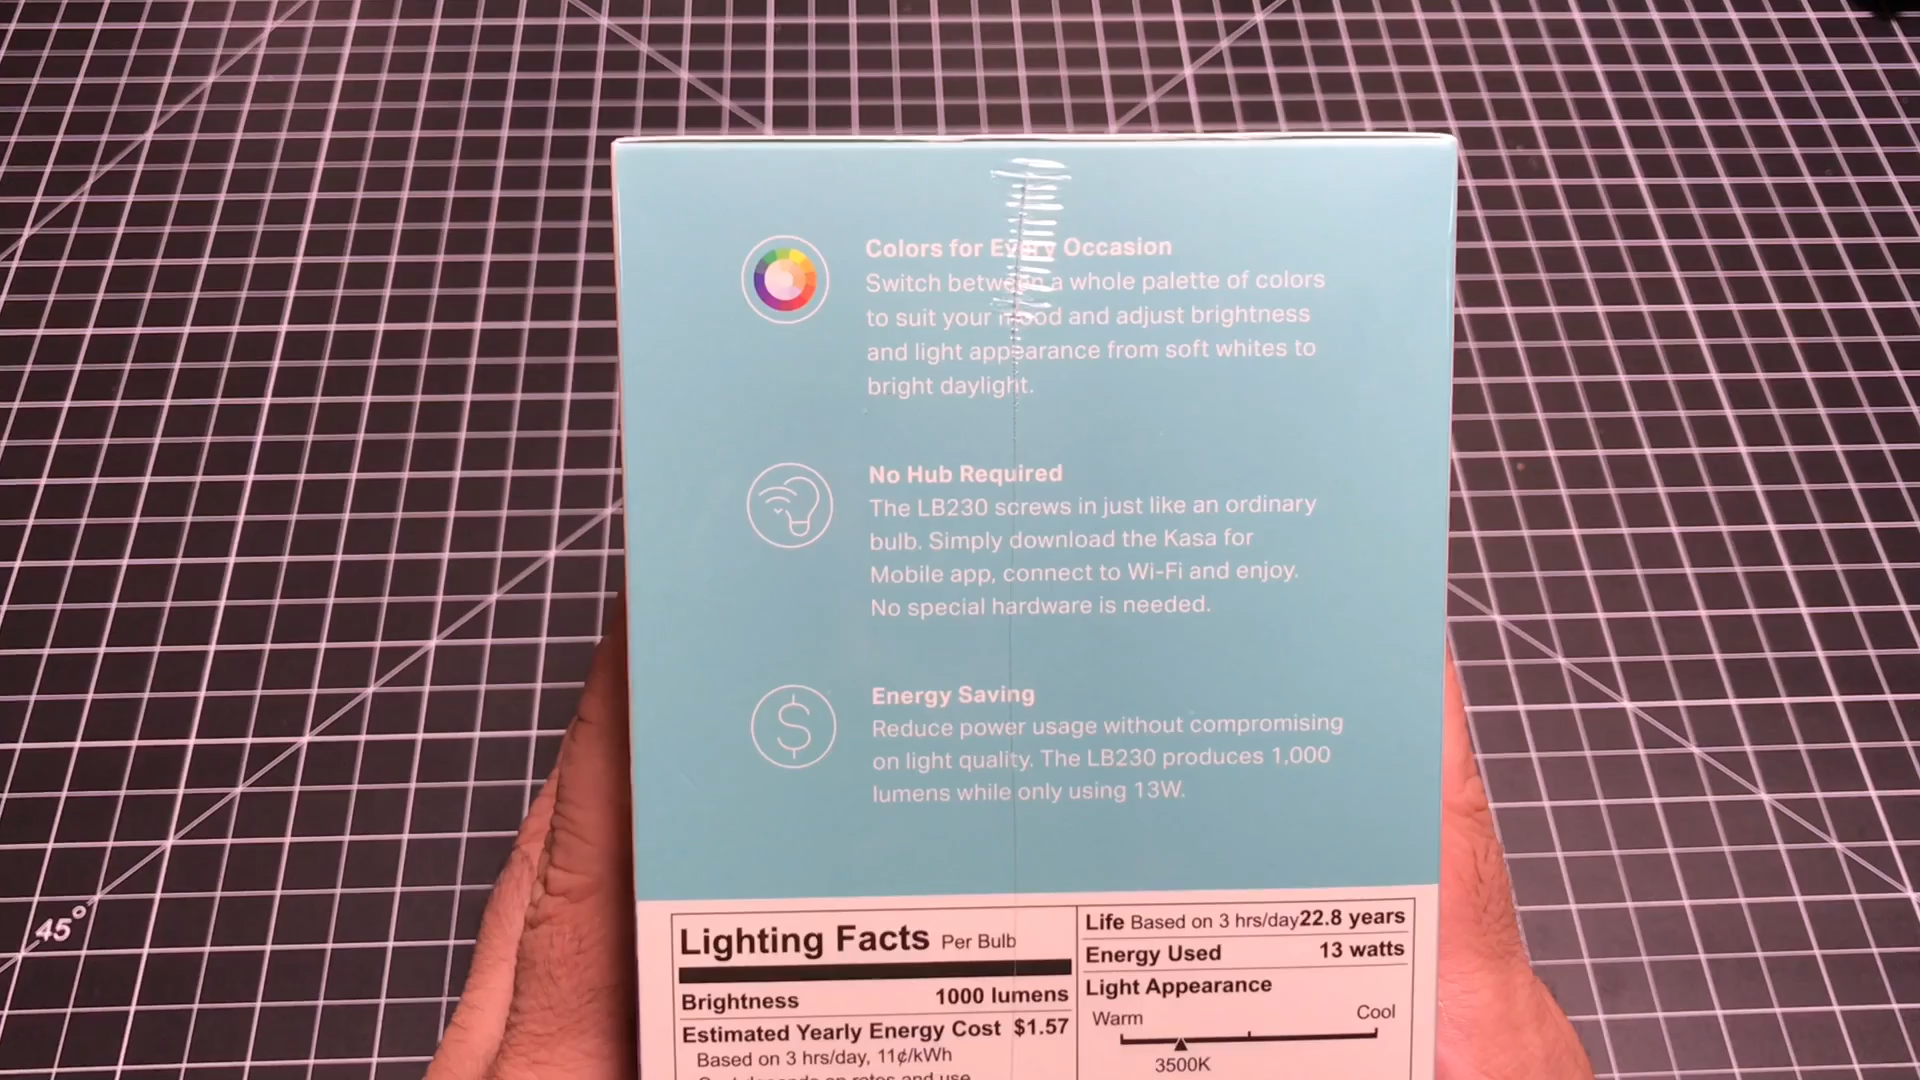 Colors for Every Occasion
Switch between a whole palette of colors
to suit your mood and adjust brightness
and light appearance from soft whites to
bright daylight.
No Hub Required
The LB230 screws in just like an ordinary
bulb. Simply download the Kasa for
Mobile app, connect to Wi-Fi and enjoy.
No special hardware is needed.
Energy Saving
Reduce power usage without compromising
on light quality. The LB230 produces 1,000
lumens while only using 13W.
45°
Lighting Facts Per Bulb
Brightness 1000 lumens
Estimated Yearly Energy Cost $1.57
Based on 3 hrs/day, 11¢/kWh
Life Based on 3 hrs/day 22.8 years
Energy Used 13 watts
Light Appearance
Warm Cool
3500K